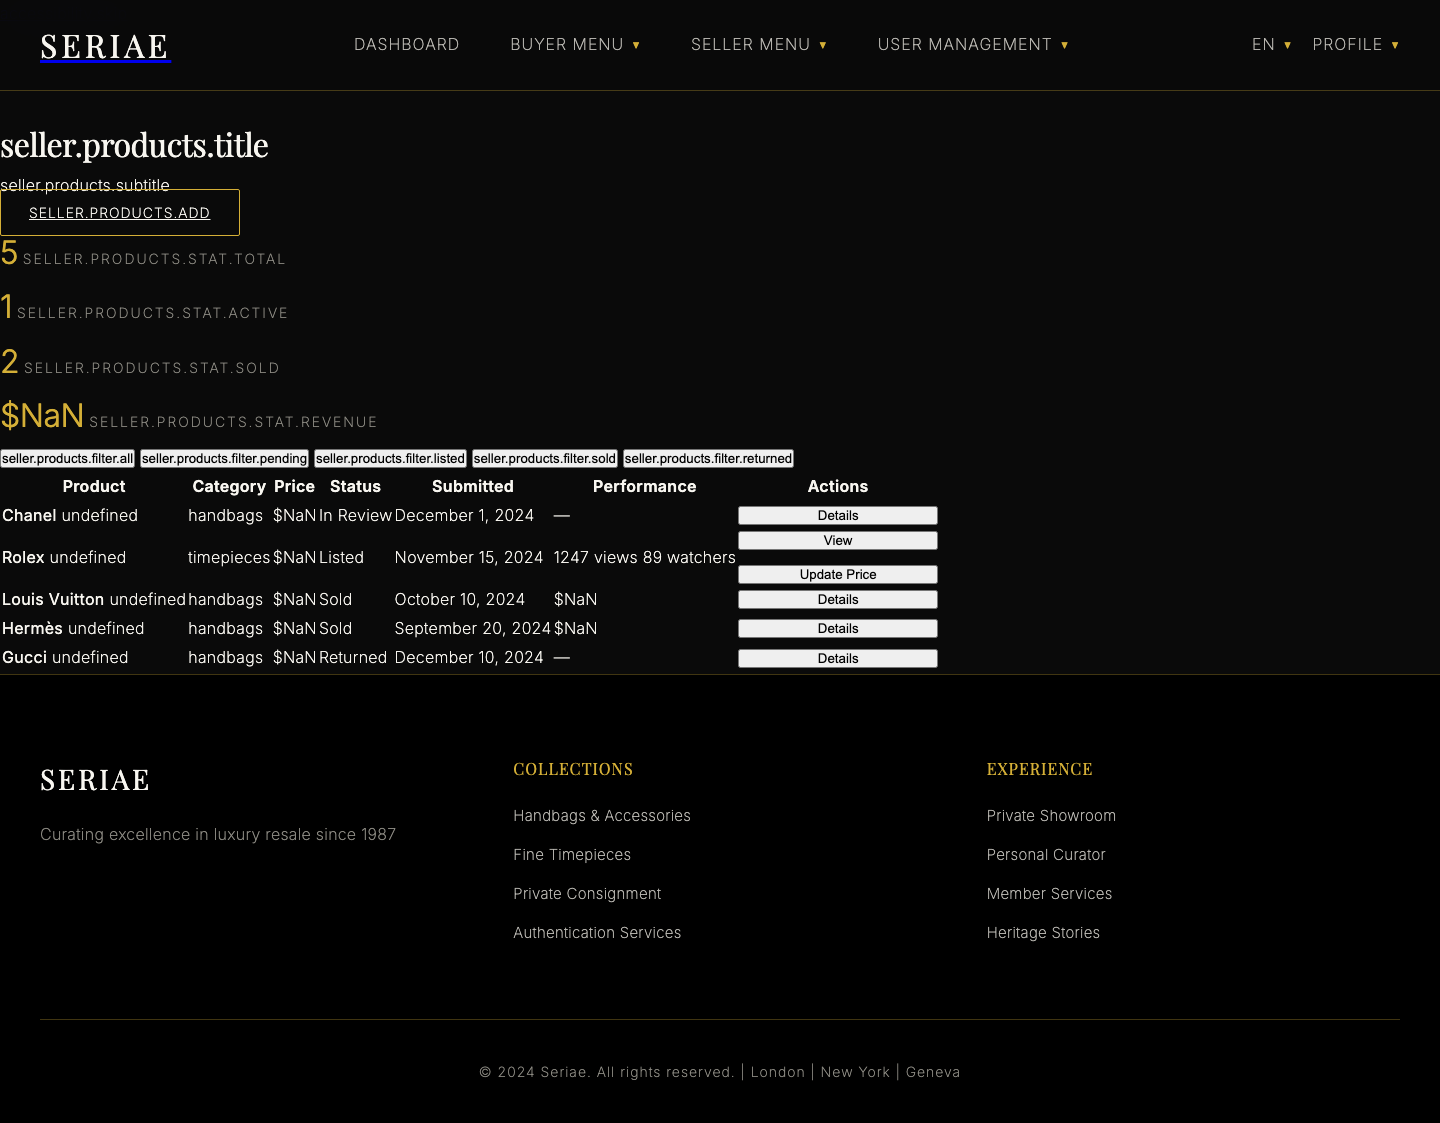 SERIAE DASHBOARD BUYER MENU ▼ SELLER MENU ▼ USER MANAGEMENT ▼ EN ▼ PROFILE ▼
seller.products.title
seller.products.subtitle
SELLER.PRODUCTS.ADD
5 SELLER.PRODUCTS.STAT.TOTAL
1 SELLER.PRODUCTS.STAT.ACTIVE
2 SELLER.PRODUCTS.STAT.SOLD
$NaN SELLER.PRODUCTS.STAT.REVENUE
seller.products.filter.all seller.products.filter.pending seller.products.filter.listed seller.products.filter.sold seller.products.filter.returned
Product Category Price Status Submitted Performance Actions
Chanel undefined handbags $NaN In Review December 1, 2024 — Details
View
Rolex undefined timepieces $NaN Listed November 15, 2024 1247 views 89 watchers
Update Price
Louis Vuitton undefined handbags $NaN Sold October 10, 2024 $NaN Details
Hermès undefined handbags $NaN Sold September 20, 2024 $NaN Details
Gucci undefined handbags $NaN Returned December 10, 2024 — Details
SERIAE
Curating excellence in luxury resale since 1987
COLLECTIONS
Handbags & Accessories
Fine Timepieces
Private Consignment
Authentication Services
EXPERIENCE
Private Showroom
Personal Curator
Member Services
Heritage Stories
© 2024 Seriae. All rights reserved. | London | New York | Geneva